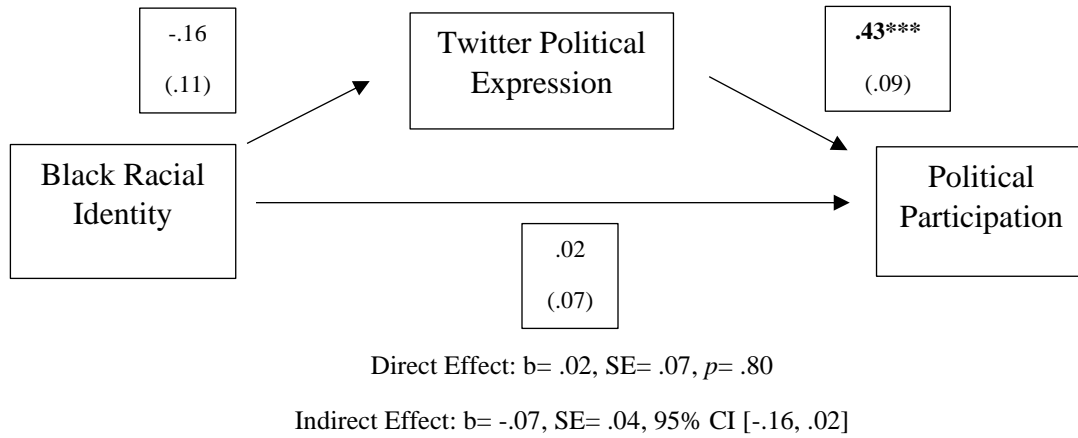 -.16
(.11)
Twitter Political
Expression
.43***
(.09)
Black Racial
Identity
Political
Participation
.02
(.07)
Direct Effect: b= .02, SE= .07, p= .80
Indirect Effect: b= -.07, SE= .04, 95% CI [-.16, .02]